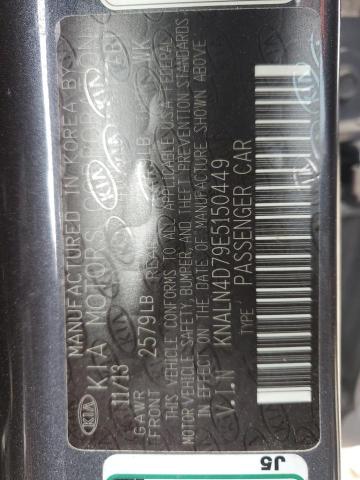 MANUFACTURED IN KOREA BY
KIA MOTORS
11/13
GAWR
FRONT 2579LB
THIS VEHICLE CONFORMS TO ALL APPLICABLE U.S.A FEDERAL
MOTOR VEHICLE SAFETY, BUMPER, AND THEFT PREVENTION STANDARDS
IN EFFECT ON THE DATE OF MANUFACTURE SHOWN ABOVE
V.I.N KNALN4D79E5150449
TYPE PASSENGER CAR
KIA
J5